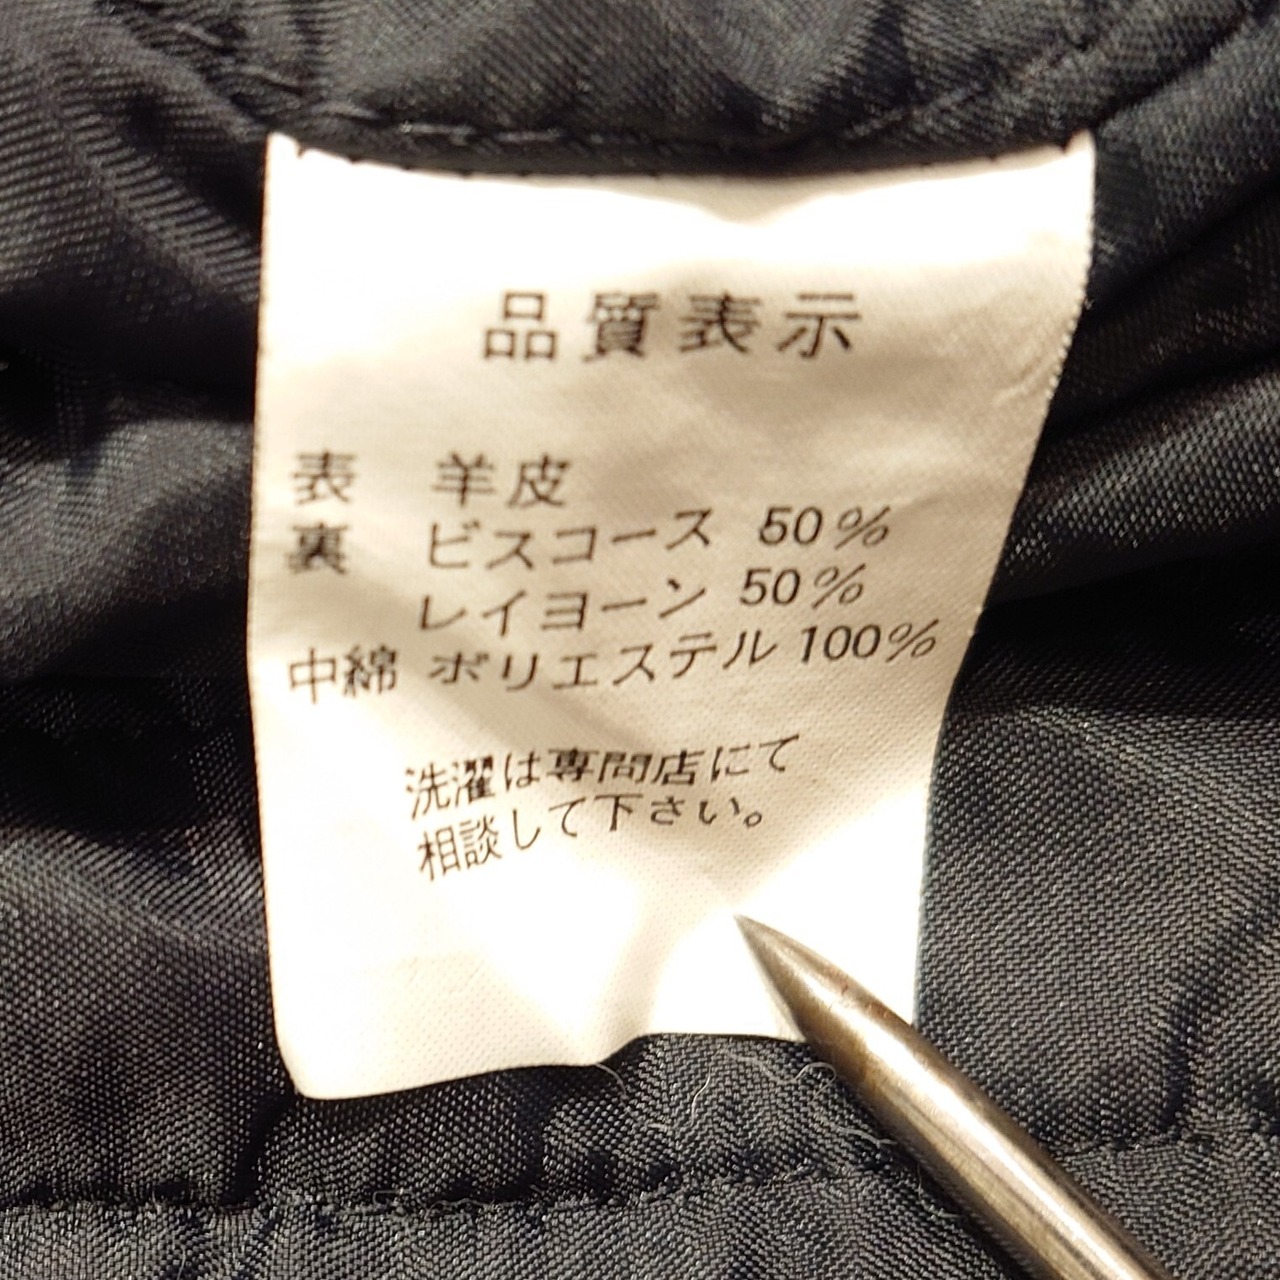 品質表示
表 羊皮
裏 ビスコース 50%
レイヨーン 50%
中綿 ポリエステル 100%
洗濯は専問店にて
相談して下さい。